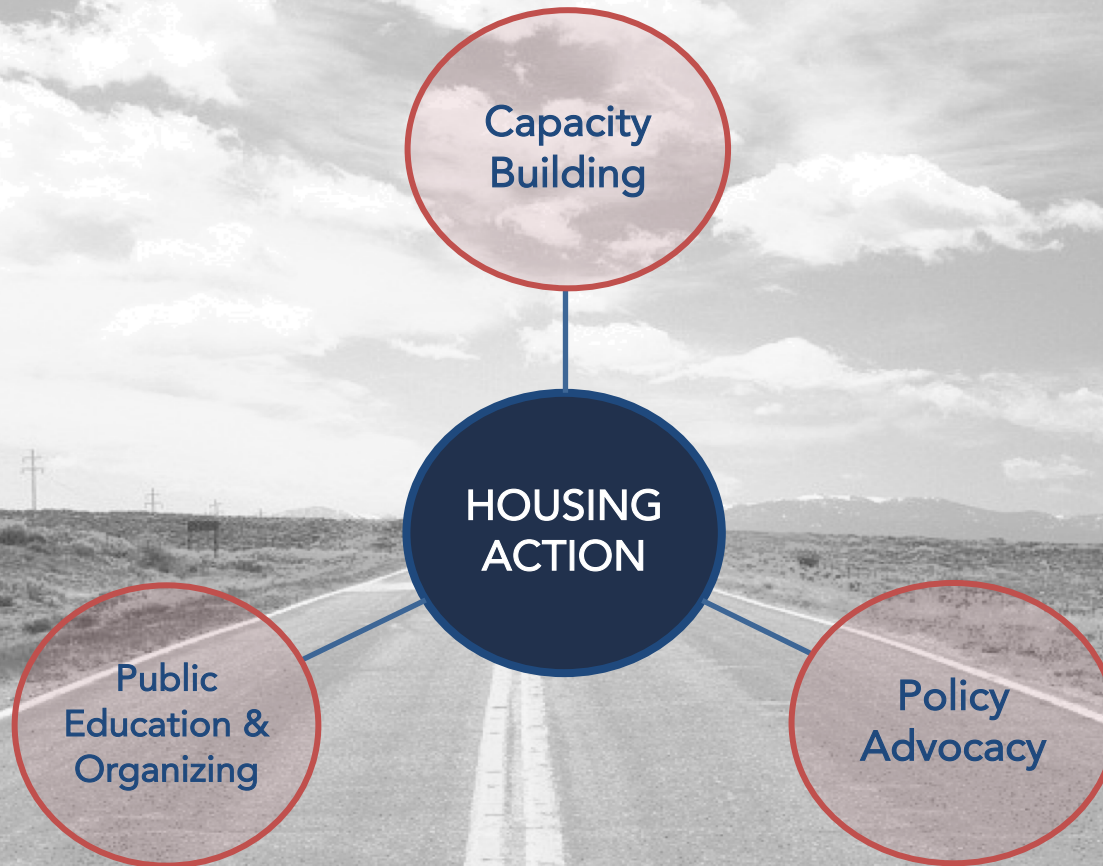 Capacity
Building
HOUSING
ACTION
Public
Education &
Organizing
Policy
Advocacy